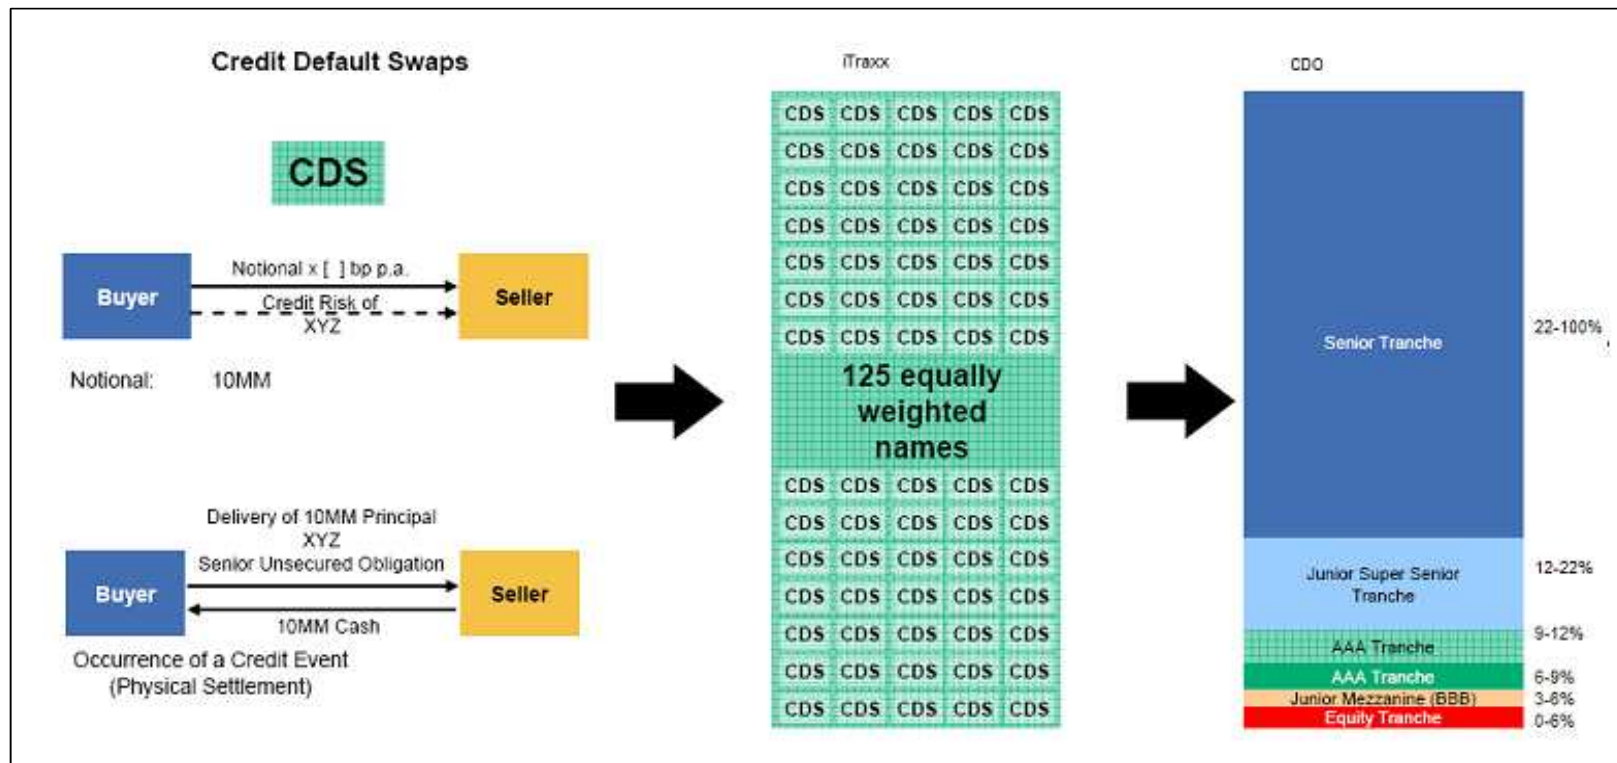 Credit Default Swaps
CDS
Buyer
Notional x [ ] bp p.a.
Credit Risk of
XYZ
Seller
Notional: 10MM
Delivery of 10MM Principal
XYZ
Senior Unsecured Obligation
Buyer
Seller
10MM Cash
Occurrence of a Credit Event
(Physical Settlement)
iTraxx
CDS CDS CDS CDS CDS
CDS CDS CDS CDS CDS
CDS CDS CDS CDS CDS
CDS CDS CDS CDS CDS
CDS CDS CDS CDS CDS
CDS CDS CDS CDS CDS
CDS CDS CDS CDS CDS
125 equally
weighted
names
CDS CDS CDS CDS CDS
CDS CDS CDS CDS CDS
CDS CDS CDS CDS CDS
CDS CDS CDS CDS CDS
CDS CDS CDS CDS CDS
CDS CDS CDS CDS CDS
CDS CDS CDS CDS CDS
CDO
Senior Tranche 22-100%
Junior Super Senior 12-22%
Tranche
9-12%
AAA Tranche
AAA Tranche 6-9%
Junior Mezzanine (BBB) 3-6%
Equity Tranche 0-6%